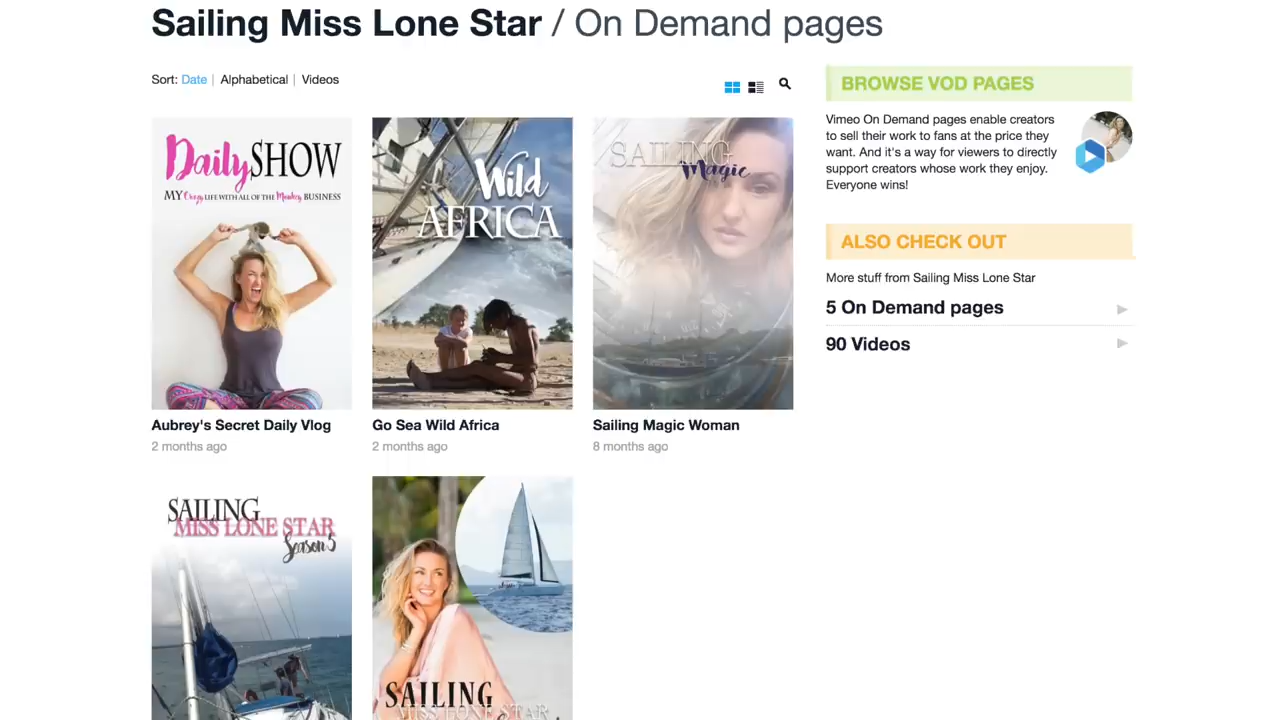 Sailing Miss Lone Star / On Demand pages
Sort: Date | Alphabetical | Videos
Daily SHOW
MY Crazy LIFE WITH ALL OF THE Monkey BUSINESS
Aubrey's Secret Daily Vlog
2 months ago
Wild
AFRICA
Go Sea Wild Africa
2 months ago
SAILING
Magic
Sailing Magic Woman
8 months ago
SAILING
MISS LONE STAR
Season 5
SAILING
MISS LONE STAR
BROWSE VOD PAGES
Vimeo On Demand pages enable creators
to sell their work to fans at the price they
want. And it's a way for viewers to directly
support creators whose work they enjoy.
Everyone wins!
ALSO CHECK OUT
More stuff from Sailing Miss Lone Star
5 On Demand pages
90 Videos